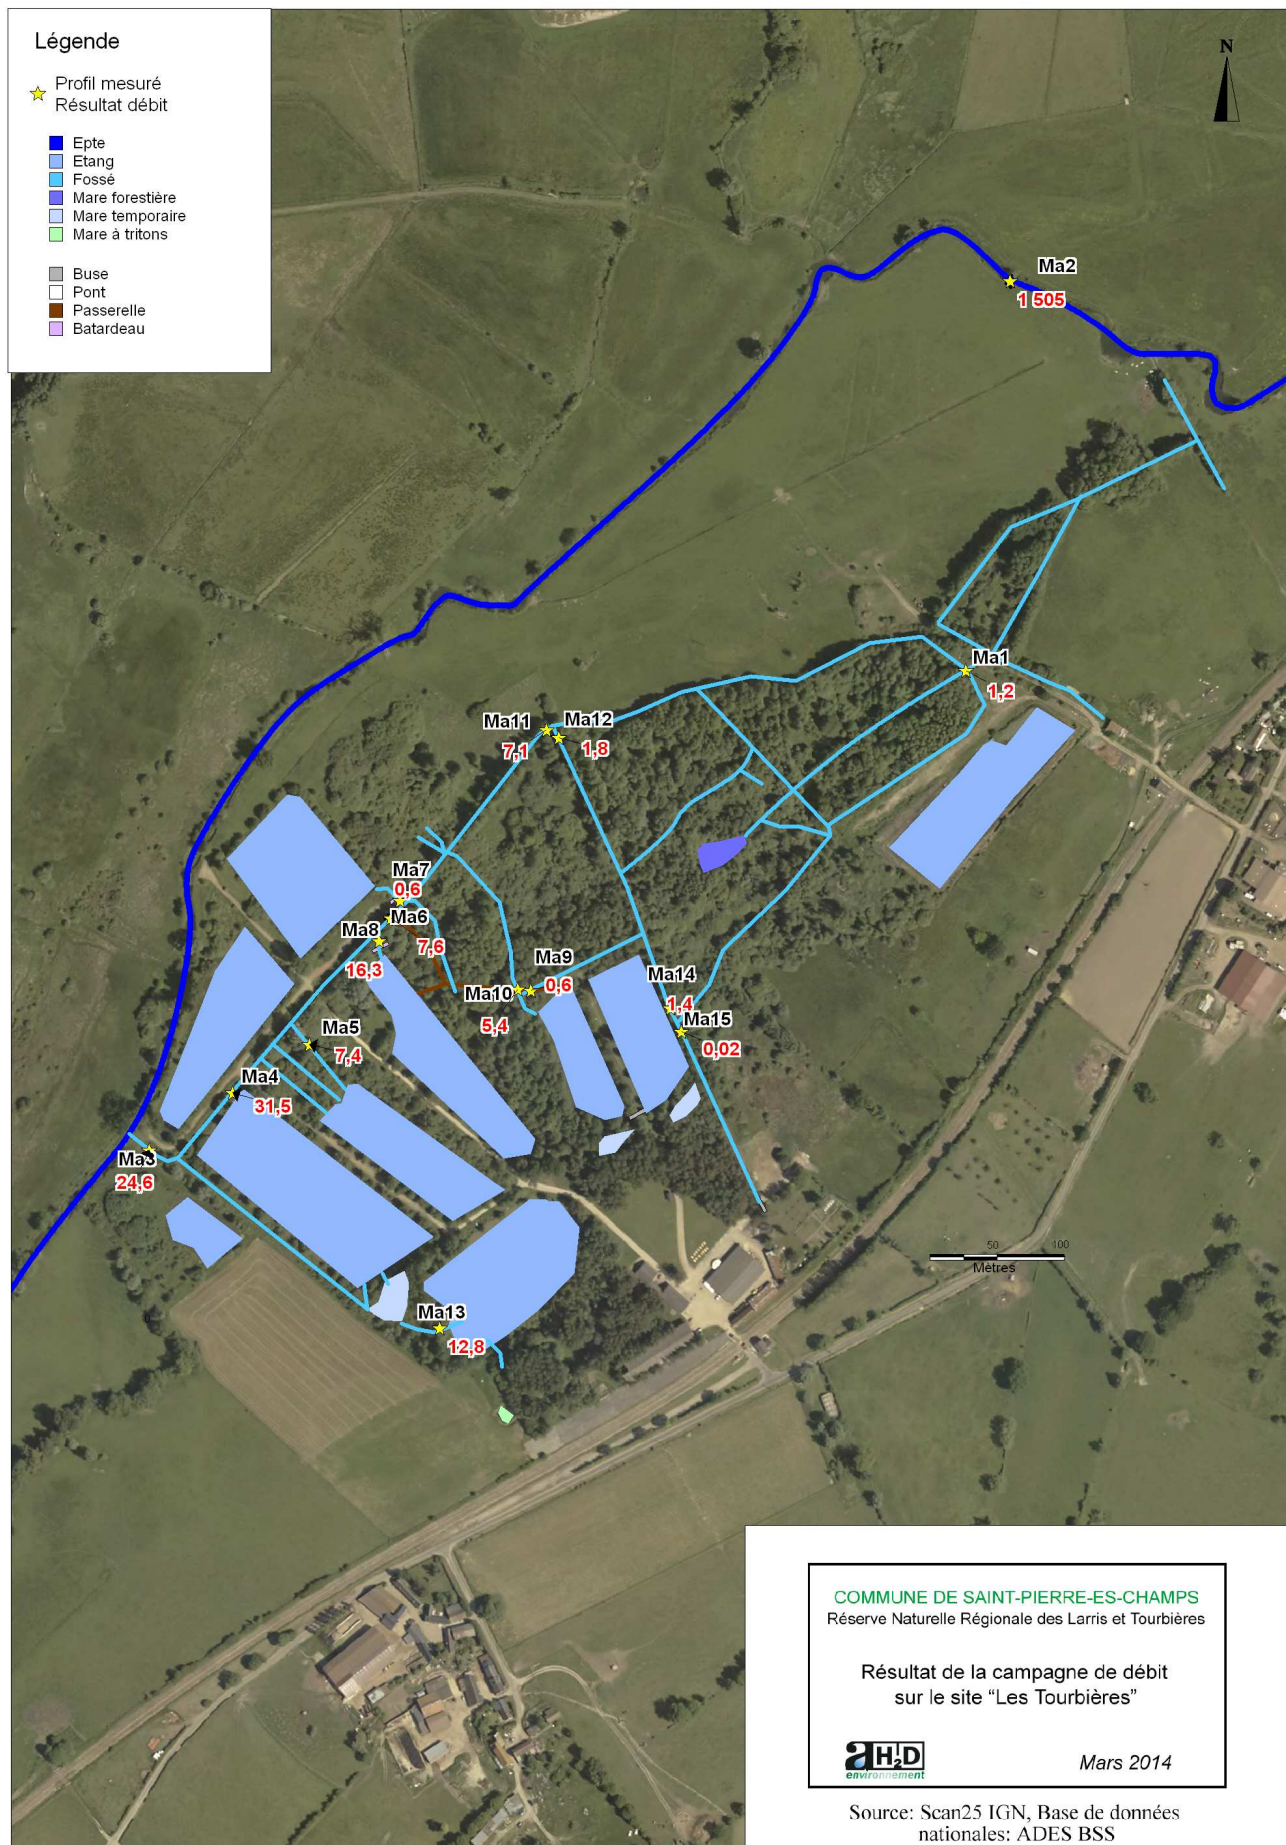 Légende
Profil mesuré
Résultat débit
Epte
Etang
Fossé
Mare forestière
Mare temporaire
Mare à tritons
Buse
Pont
Passerelle
Batardeau
N
Ma2
1 505
Ma1
1,2
Ma11
Ma12
7,1
1,8
Ma7
0,6
Ma6
Ma8
7,6
16,3
Ma9
Ma10
0,6
5,4
Ma14
1,4
Ma15
0,02
Ma5
7,4
Ma4
31,5
Ma3
24,6
50
100
Mètres
0
Ma13
12,8
COMMUNE DE SAINT-PIERRE-ES-CHAMPS
Réserve Naturelle Régionale des Larris et Tourbières
Résultat de la campagne de débit
sur le site “Les Tourbières”
aH2D
environnement
Mars 2014
Source: Scan25 IGN, Base de données
nationales: ADES BSS